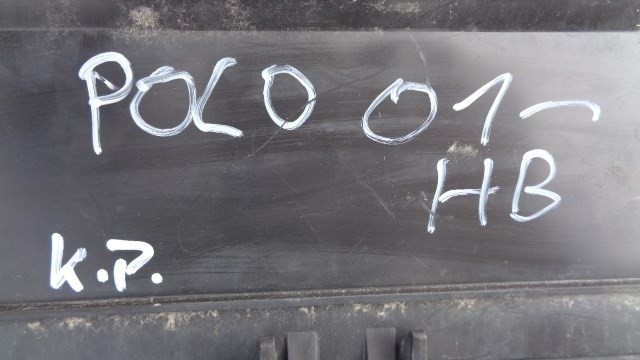 POLO 01-
HB
K.P.